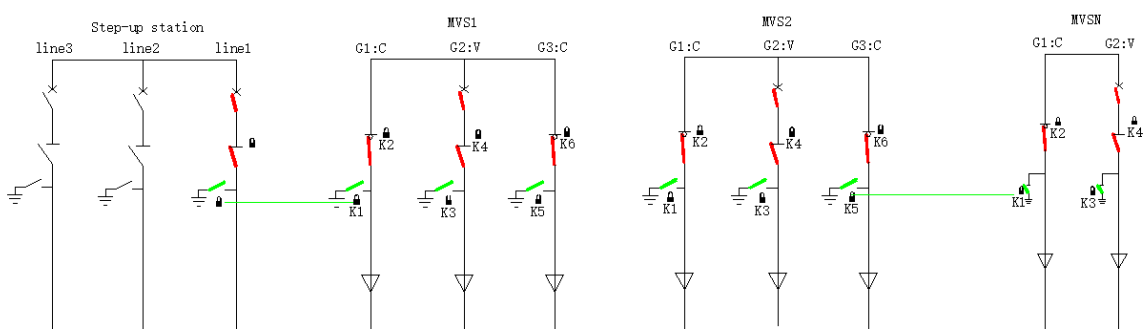 Step-up station
line3 line2 line1
MVS1
G1:C G2:V G3:C
K2 K4 K6
K1 K3 K5
MVS2
G1:C G2:V G3:C
K2 K4 K6
K1 K3 K5
MVSN
G1:C G2:V
K2 K4
K1 K3